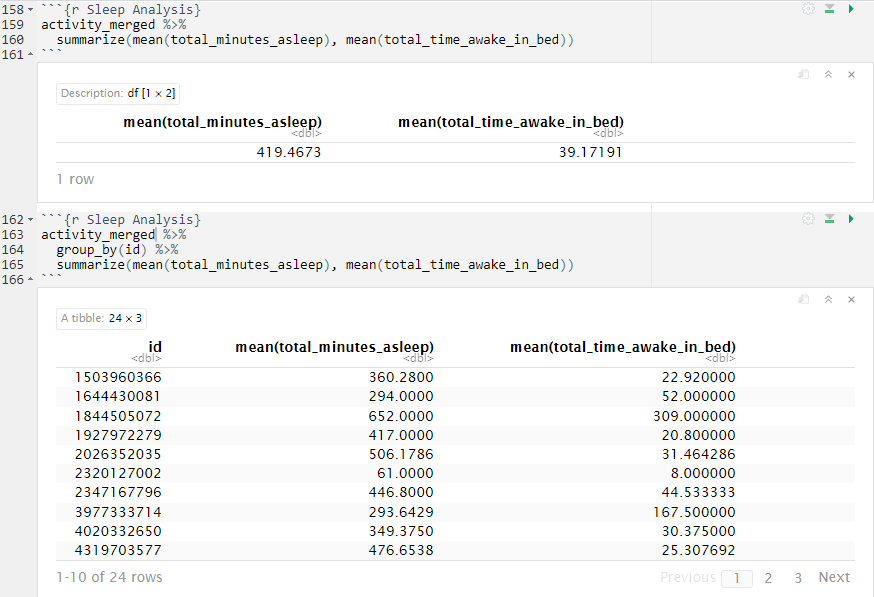 158 ```{r Sleep Analysis}
159 activity_merged %>%
160   summarize(mean(total_minutes_asleep), mean(total_time_awake_in_bed))
161 ```
Description: df [1 × 2]
mean(total_minutes_asleep) mean(total_time_awake_in_bed)
<dbl> <dbl>
419.4673 39.17191
1 row
162 ```{r Sleep Analysis}
163 activity_merged %>%
164   group_by(id) %>%
165   summarize(mean(total_minutes_asleep), mean(total_time_awake_in_bed))
166 ```
A tibble: 24 × 3
id mean(total_minutes_asleep) mean(total_time_awake_in_bed)
<dbl> <dbl> <dbl>
1503960366 360.2800 22.920000
1644430081 294.0000 52.000000
1844505072 652.0000 309.000000
1927972279 417.0000 20.800000
2026352035 506.1786 31.464286
2320127002 61.0000 8.000000
2347167796 446.8000 44.533333
3977333714 293.6429 167.500000
4020332650 349.3750 30.375000
4319703577 476.6538 25.307692
1-10 of 24 rows Previous 1 2 3 Next